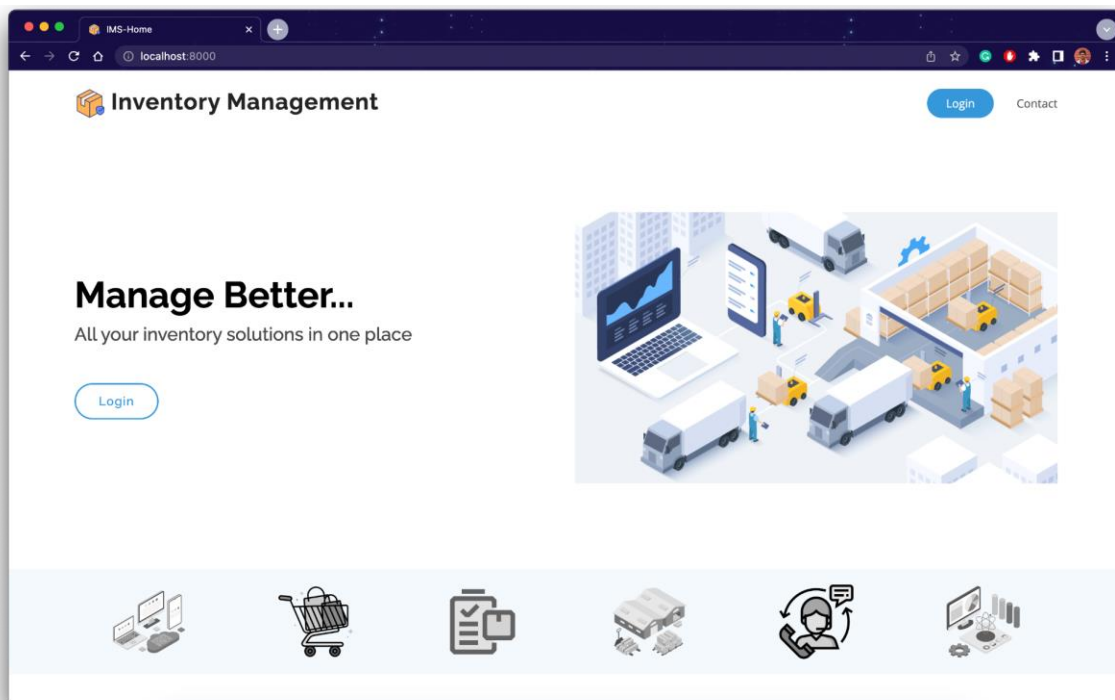 IMS-Home
localhost:8000
Inventory Management
Login
Contact
Manage Better...
All your inventory solutions in one place
Login